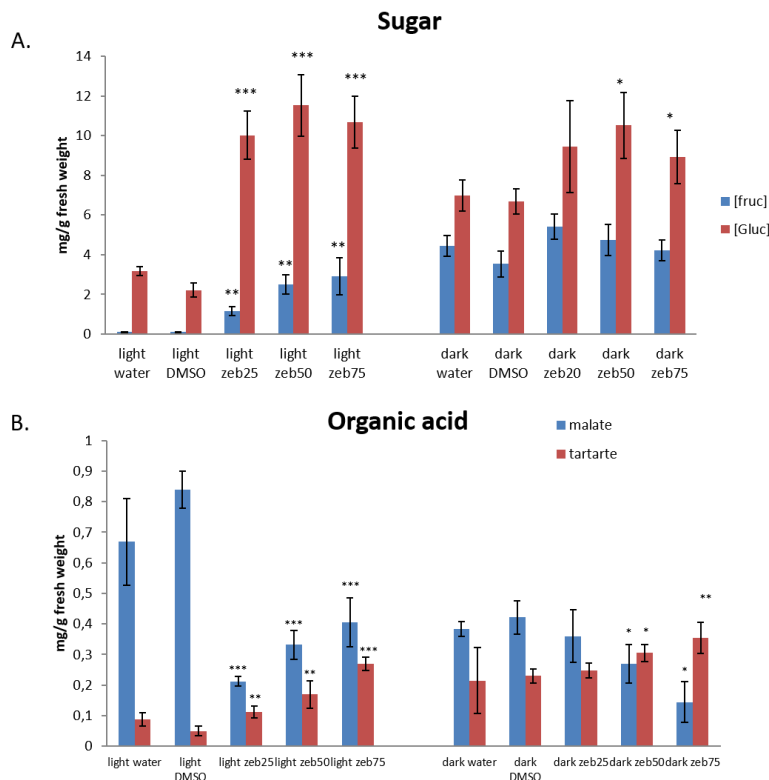 Sugar
A.
14
12
10
8
6
4
2
0
mg/g fresh weight
***
***
***
**
**
**
*
*
[fruc]
[Gluc]
light water
light DMSO
light zeb25
light zeb50
light zeb75
dark water
dark DMSO
dark zeb20
dark zeb50
dark zeb75
Organic acid
B.
malate
tartarte
1
0,9
0,8
0,7
0,6
0,5
0,4
0,3
0,2
0,1
0
mg/g fresh weight
***
**
***
**
***
***
*
*
*
**
light water
light DMSO
light zeb25
light zeb50
light zeb75
dark water
dark DMSO
dark zeb25
dark zeb50
dark zeb75